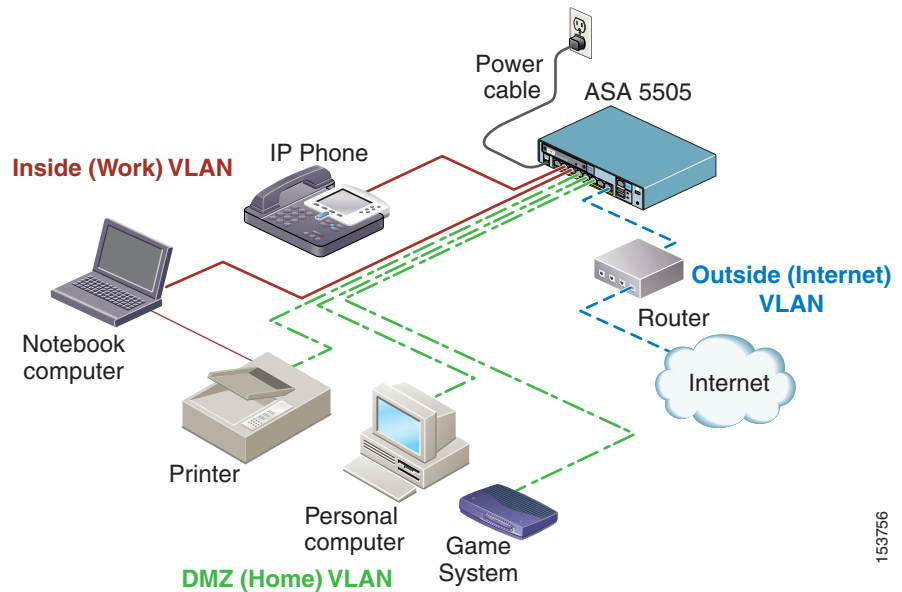 Power
cable
ASA 5505
Inside (Work) VLAN
IP Phone
Outside (Internet)
VLAN
Router
Notebook
computer
Internet
Printer
Personal
computer
Game
System
DMZ (Home) VLAN
153756